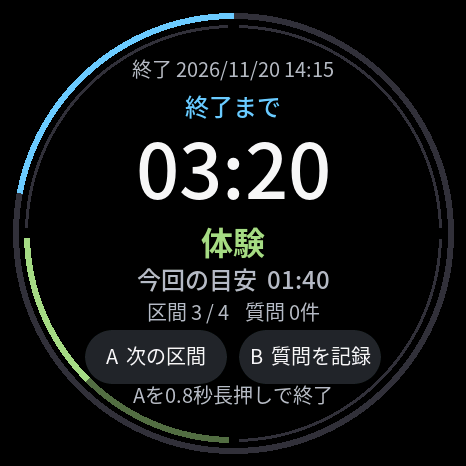 終了 2026/11/20 14:15
終了まで
03:20
体験
今回の目安 01:40
区間 3 / 4 質問 0件
A 次の区間 B 質問を記録
Aを0.8秒長押しで終了